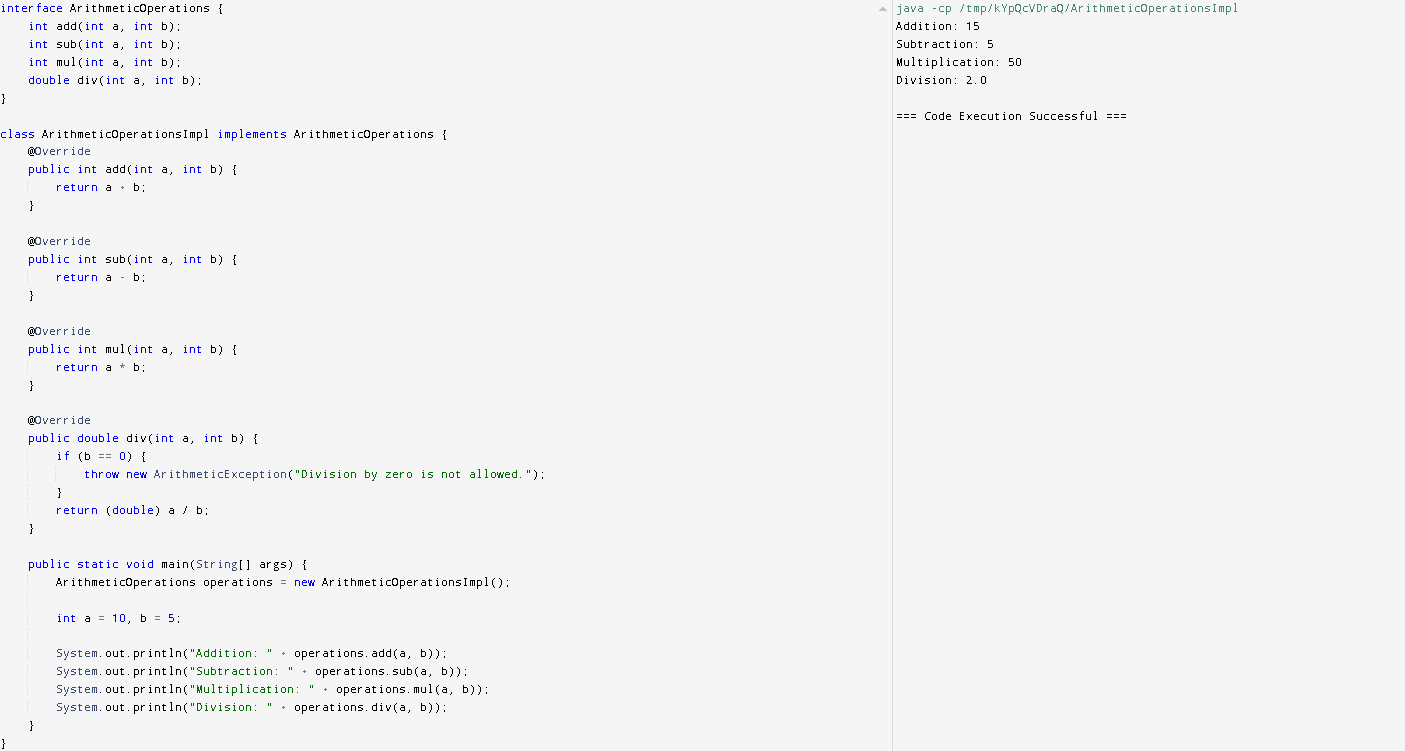 interface ArithmeticOperations {
    int add(int a, int b);
    int sub(int a, int b);
    int mul(int a, int b);
    double div(int a, int b);
}

class ArithmeticOperationsImpl implements ArithmeticOperations {
    @Override
    public int add(int a, int b) {
        return a + b;
    }

    @Override
    public int sub(int a, int b) {
        return a - b;
    }

    @Override
    public int mul(int a, int b) {
        return a * b;
    }

    @Override
    public double div(int a, int b) {
        if (b == 0) {
            throw new ArithmeticException("Division by zero is not allowed.");
        }
        return (double) a / b;
    }

    public static void main(String[] args) {
        ArithmeticOperations operations = new ArithmeticOperationsImpl();

        int a = 10, b = 5;

        System.out.println("Addition: " + operations.add(a, b));
        System.out.println("Subtraction: " + operations.sub(a, b));
        System.out.println("Multiplication: " + operations.mul(a, b));
        System.out.println("Division: " + operations.div(a, b));
    }
}
java -cp /tmp/kYpQcVDraQ/ArithmeticOperationsImpl
Addition: 15
Subtraction: 5
Multiplication: 50
Division: 2.0

=== Code Execution Successful ===